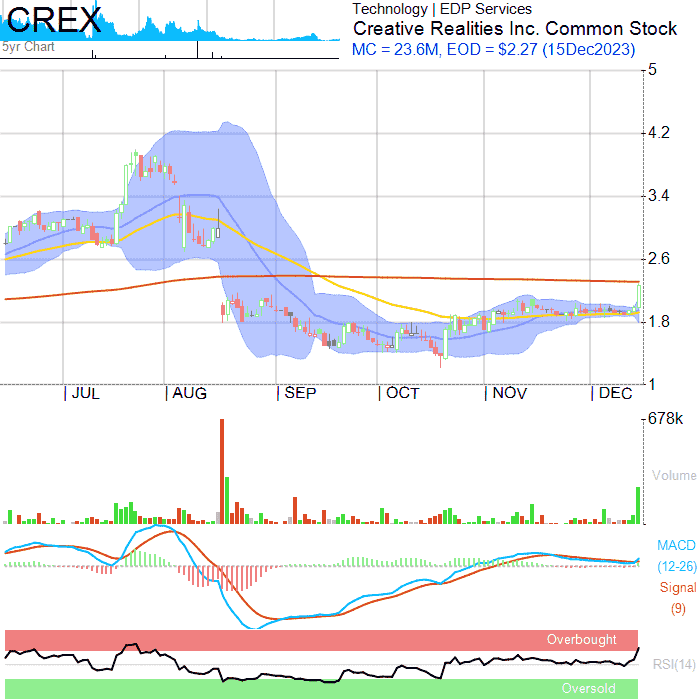 CREX
Technology | EDP Services
Creative Realities Inc. Common Stock
5yr Chart
MC = 23.6M, EOD = $2.27 (15Dec2023)
5
4.2
3.4
2.6
1.8
1
JUL AUG SEP OCT NOV DEC
678k
Volume
MACD
(12-26)
Signal
(9)
Overbought
RSI(14)
Oversold